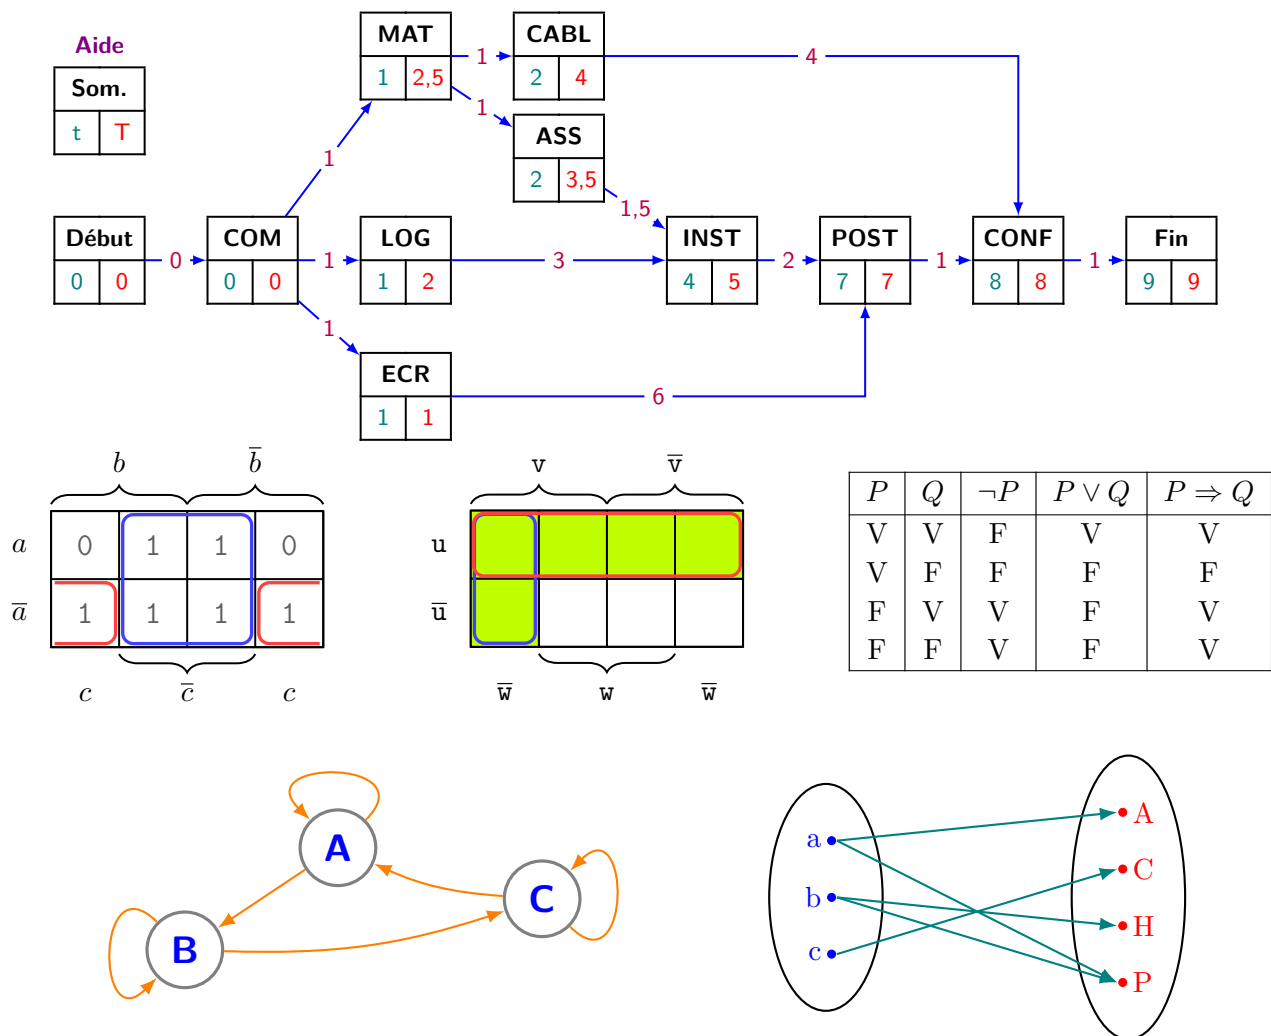 Aide
Som.
t T
MAT
1 2,5
1
CABL
2 4
4
1
ASS
2 3,5
1,5
1
Début
0 0
0
COM
0 0
1
LOG
1 2
3
INST
4 5
2
POST
7 7
1
CONF
8 8
1
Fin
9 9
1
ECR
1 1
6
b b̅
a 0 1 1 0
a̅ 1 1 1 1
c c̅ c
v v̅
u
u̅
w̅ w w̅
P Q ¬P P ∨ Q P ⇒ Q
V V F V V
V F F F F
F V V F V
F F V F V
A
B
C
a
b
c
A
C
H
P